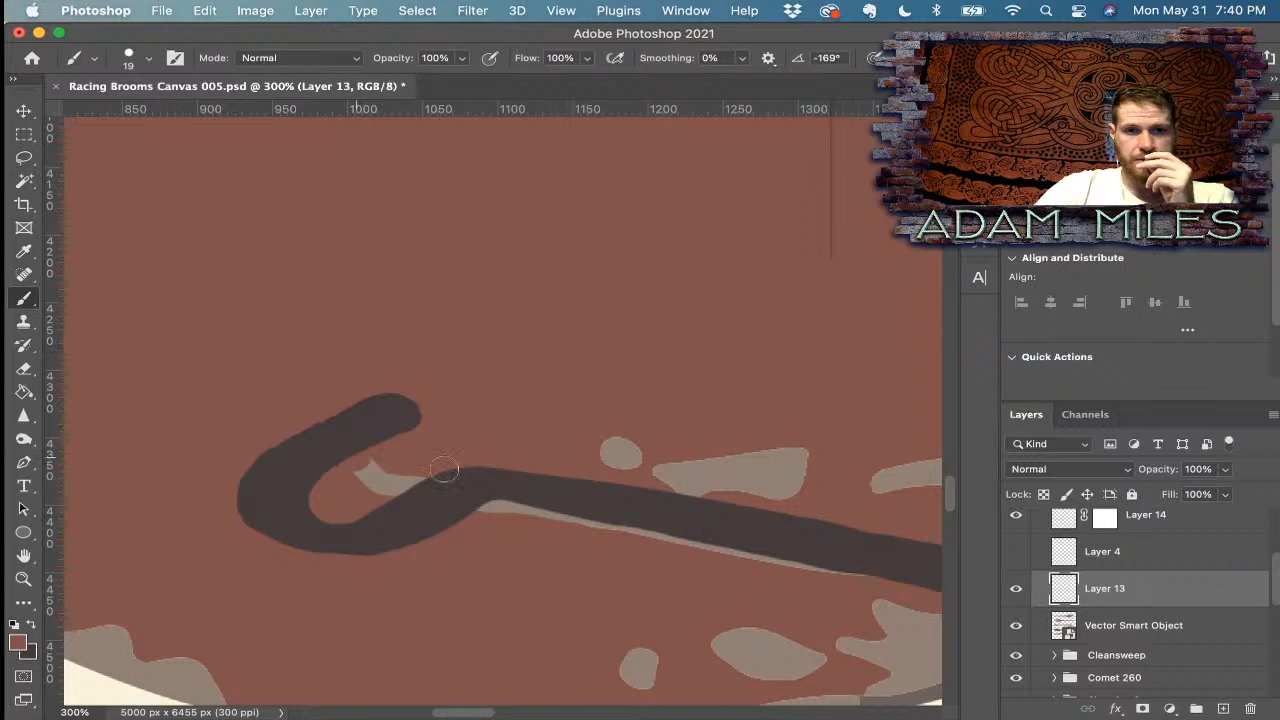 Photoshop File Edit Image Layer Type Select Filter 3D View Plugins Window Help Mon May 31 7:40 PM
Adobe Photoshop 2021
19 Mode: Normal Opacity: 100% Flow: 100% Smoothing: 0% -169°
Racing Brooms Canvas 005.psd @ 300% (Layer 13, RGB/8) *
850 900 950 1000 1050 1100 1150 1200 1250 1300
ADAM MILES
Align and Distribute
Align:
A|
Quick Actions
Layers Channels
Kind
Normal Opacity: 100%
Lock: Fill: 100%
Layer 14
Layer 4
Layer 13
Vector Smart Object
Cleansweep
Comet 260
300% 5000 px x 6455 px (300 ppi)